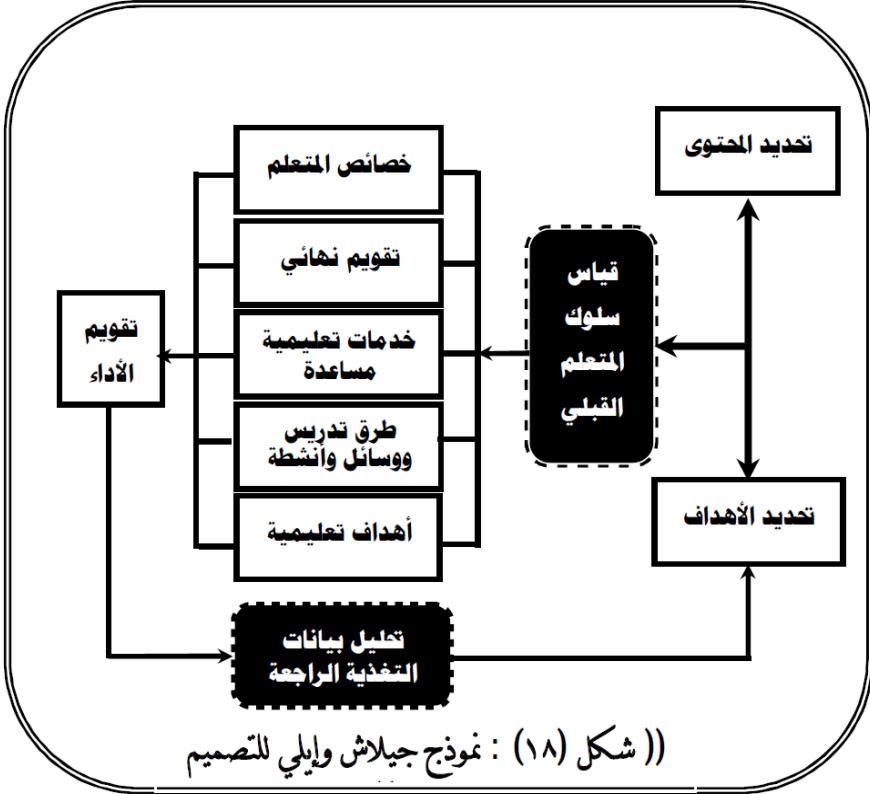 تحديد المحتوى
قياس
سلوك
المتعلم
القبلي
تحديد الأهداف
خصائص المتعلم
تقويم نهائي
خدمات تعليمية
مساعدة
طرق تدريس
ووسائل وأنشطة
أهداف تعليمية
تقويم
الأداء
تحليل بيانات
التغذية الراجعة
(( شكل (١٨) : نموذج جيلاش وإيلي للتصميم